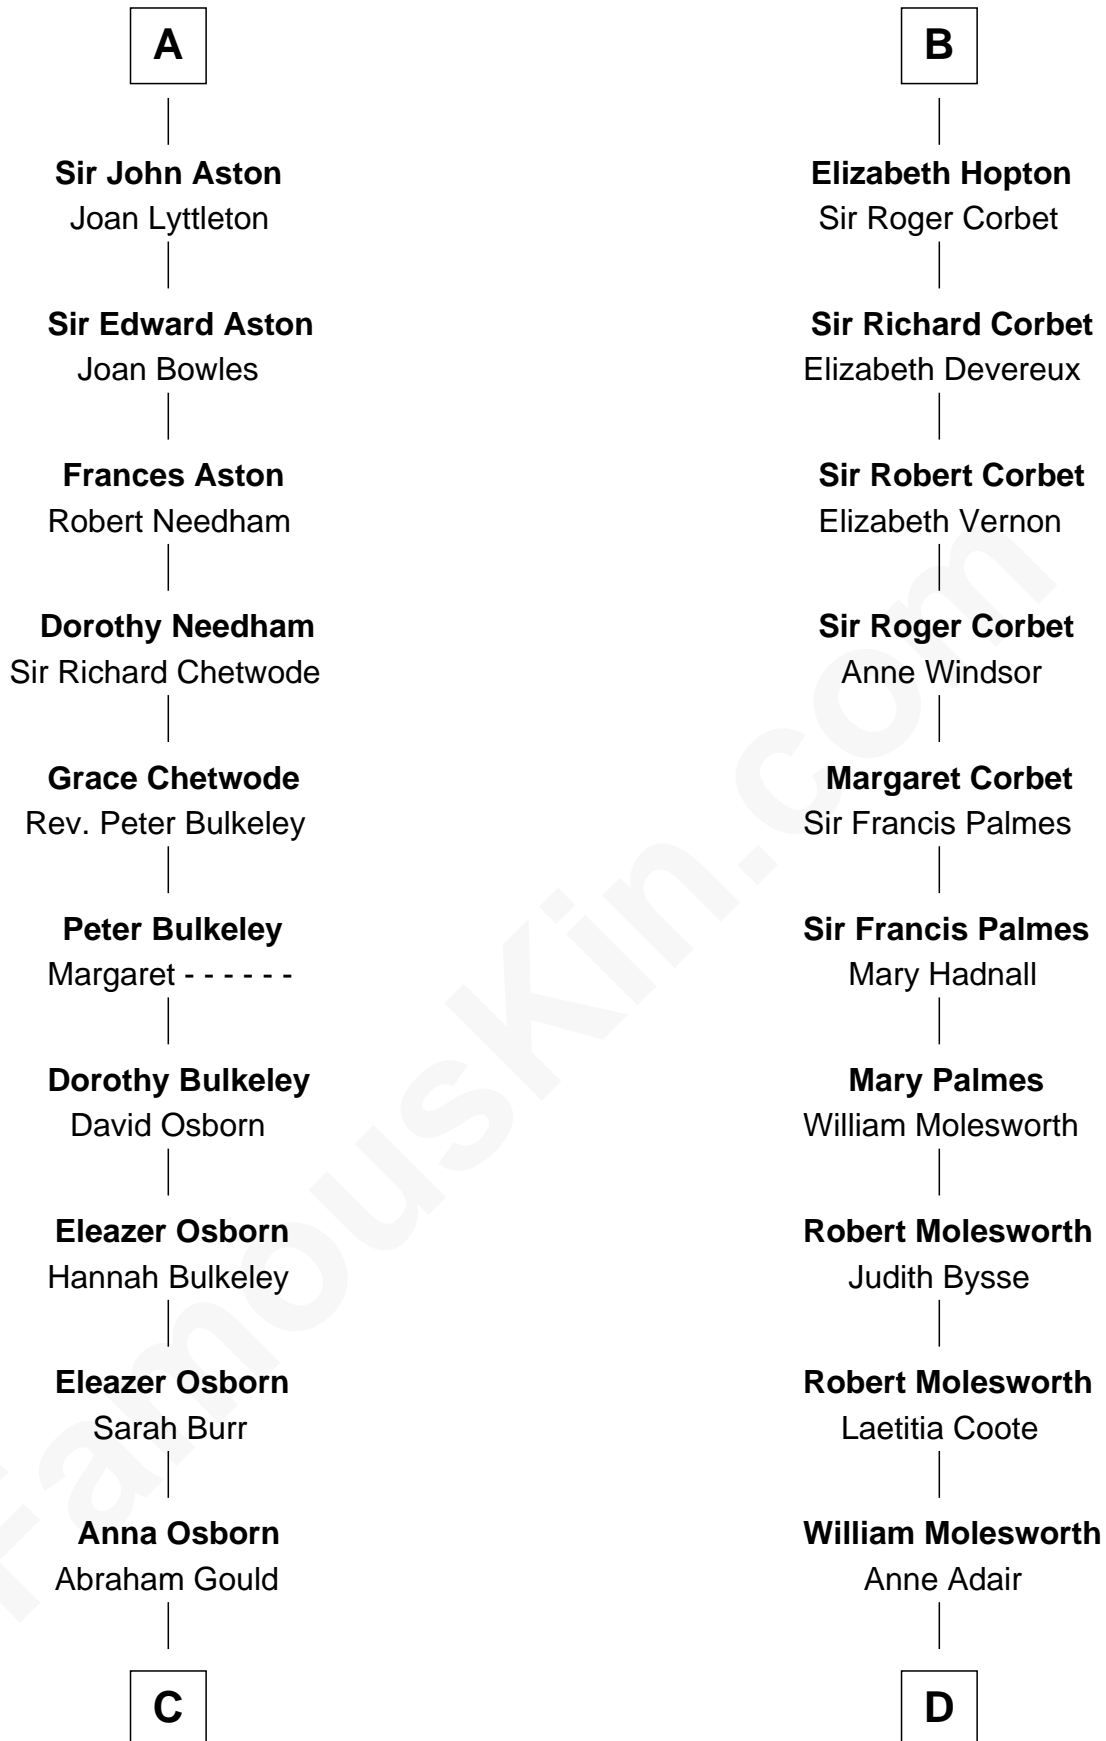 A
Sir John Aston
Joan Lyttleton
Sir Edward Aston
Joan Bowles
Frances Aston
Robert Needham
Dorothy Needham
Sir Richard Chetwode
Grace Chetwode
Rev. Peter Bulkeley
Peter Bulkeley
Margaret - - - - - -
Dorothy Bulkeley
David Osborn
Eleazer Osborn
Hannah Bulkeley
Eleazer Osborn
Sarah Burr
Anna Osborn
Abraham Gould
C
B
Elizabeth Hopton
Sir Roger Corbet
Sir Richard Corbet
Elizabeth Devereux
Sir Robert Corbet
Elizabeth Vernon
Sir Roger Corbet
Anne Windsor
Margaret Corbet
Sir Francis Palmes
Sir Francis Palmes
Mary Hadnall
Mary Palmes
William Molesworth
Robert Molesworth
Judith Bysse
Robert Molesworth
Laetitia Coote
William Molesworth
Anne Adair
D
FamousKin.com